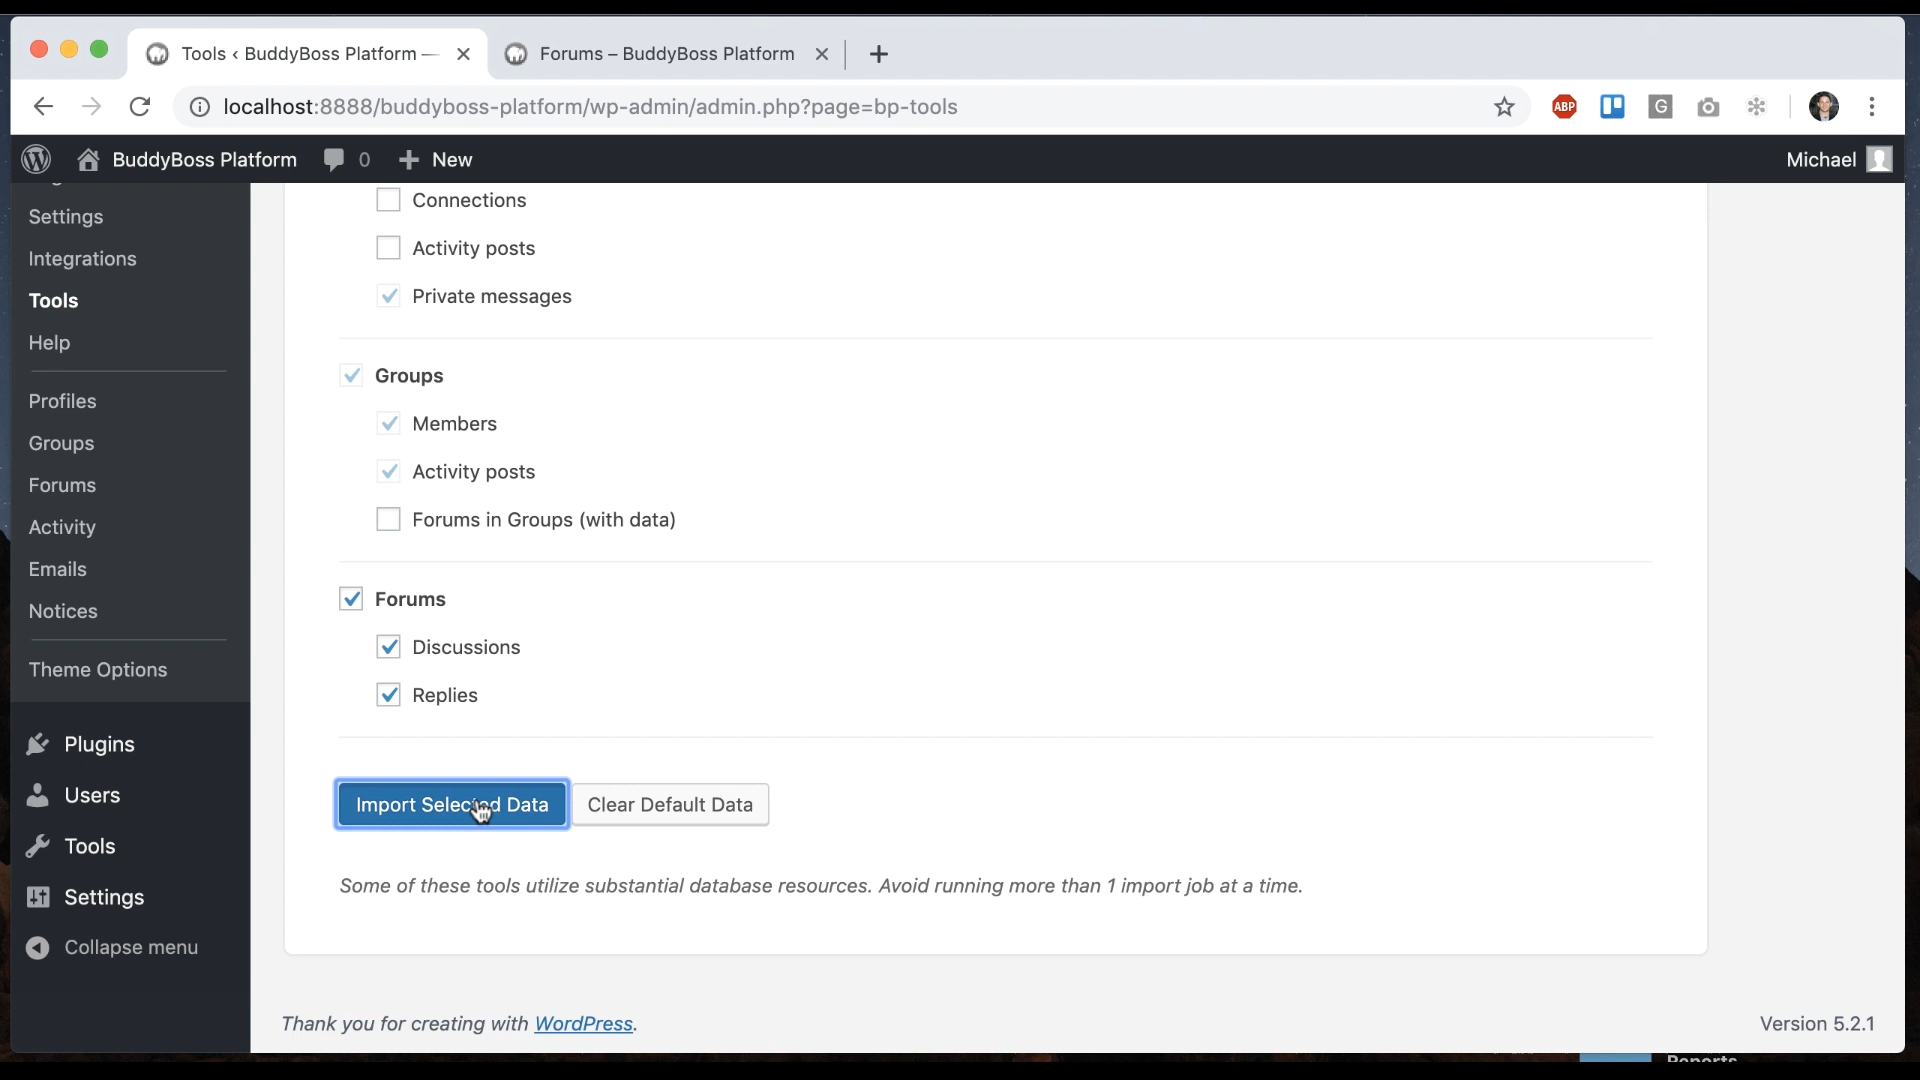 Tools ‹ BuddyBoss Platform —
Forums – BuddyBoss Platform
localhost:8888/buddyboss-platform/wp-admin/admin.php?page=bp-tools
ABP
G
BuddyBoss Platform
0
New
Michael
Settings
Integrations
Tools
Help
Profiles
Groups
Forums
Activity
Emails
Notices
Theme Options
Plugins
Users
Tools
Settings
Collapse menu
Connections
Activity posts
Private messages
Groups
Members
Activity posts
Forums in Groups (with data)
Forums
Discussions
Replies
Import Selected Data
Clear Default Data
Some of these tools utilize substantial database resources. Avoid running more than 1 import job at a time.
Thank you for creating with WordPress.
Version 5.2.1
Reports